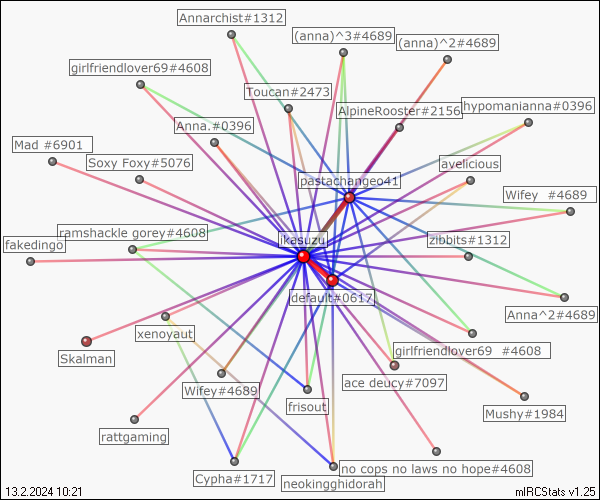 Annarchist#1312
(anna)^3#4689
(anna)^2#4689
girlfriendlover69#4608
Toucan#2473
AlpineRooster#2156
hypomanianna#0396
Anna.#0396
Mad #6901
Soxy Foxy#5076
avelicious
pastachangeo41
Wifey #4689
ramshackle gorey#4608
ikasuzu
zibbits#1312
fakedingo
default#0617
Anna^2#4689
xenoyaut
Skalman
girlfriendlover69 #4608
ace deucy#7097
Wifey#4689
frisout
Mushy#1984
rattgaming
Cypha#1717
no cops no laws no hope#4608
neokingghidorah
13.2.2024 10:21
mIRCStats v1.25